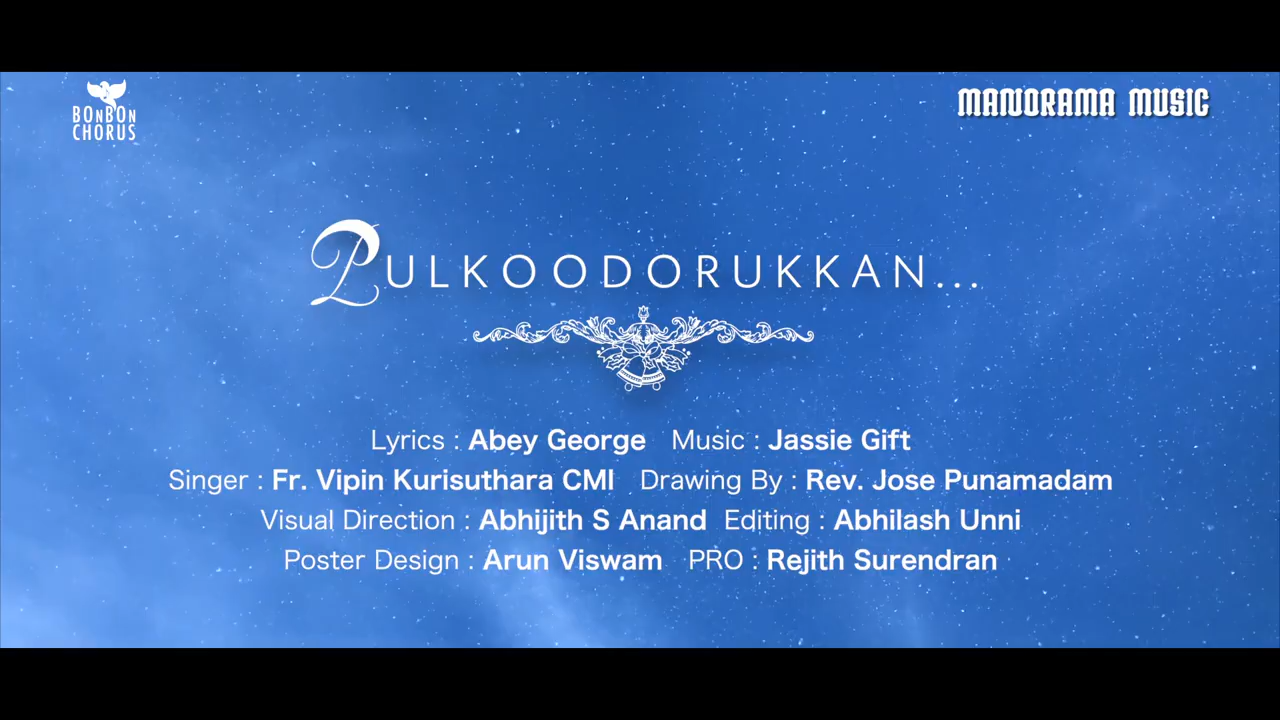 BONBON
CHORUS
MANORAMA MUSIC
PULKOODORUKKAN...
Lyrics : Abey George Music : Jassie Gift
Singer : Fr. Vipin Kurisuthara CMI Drawing By : Rev. Jose Punamadam
Visual Direction : Abhijith S Anand Editing : Abhilash Unni
Poster Design : Arun Viswam PRO : Rejith Surendran